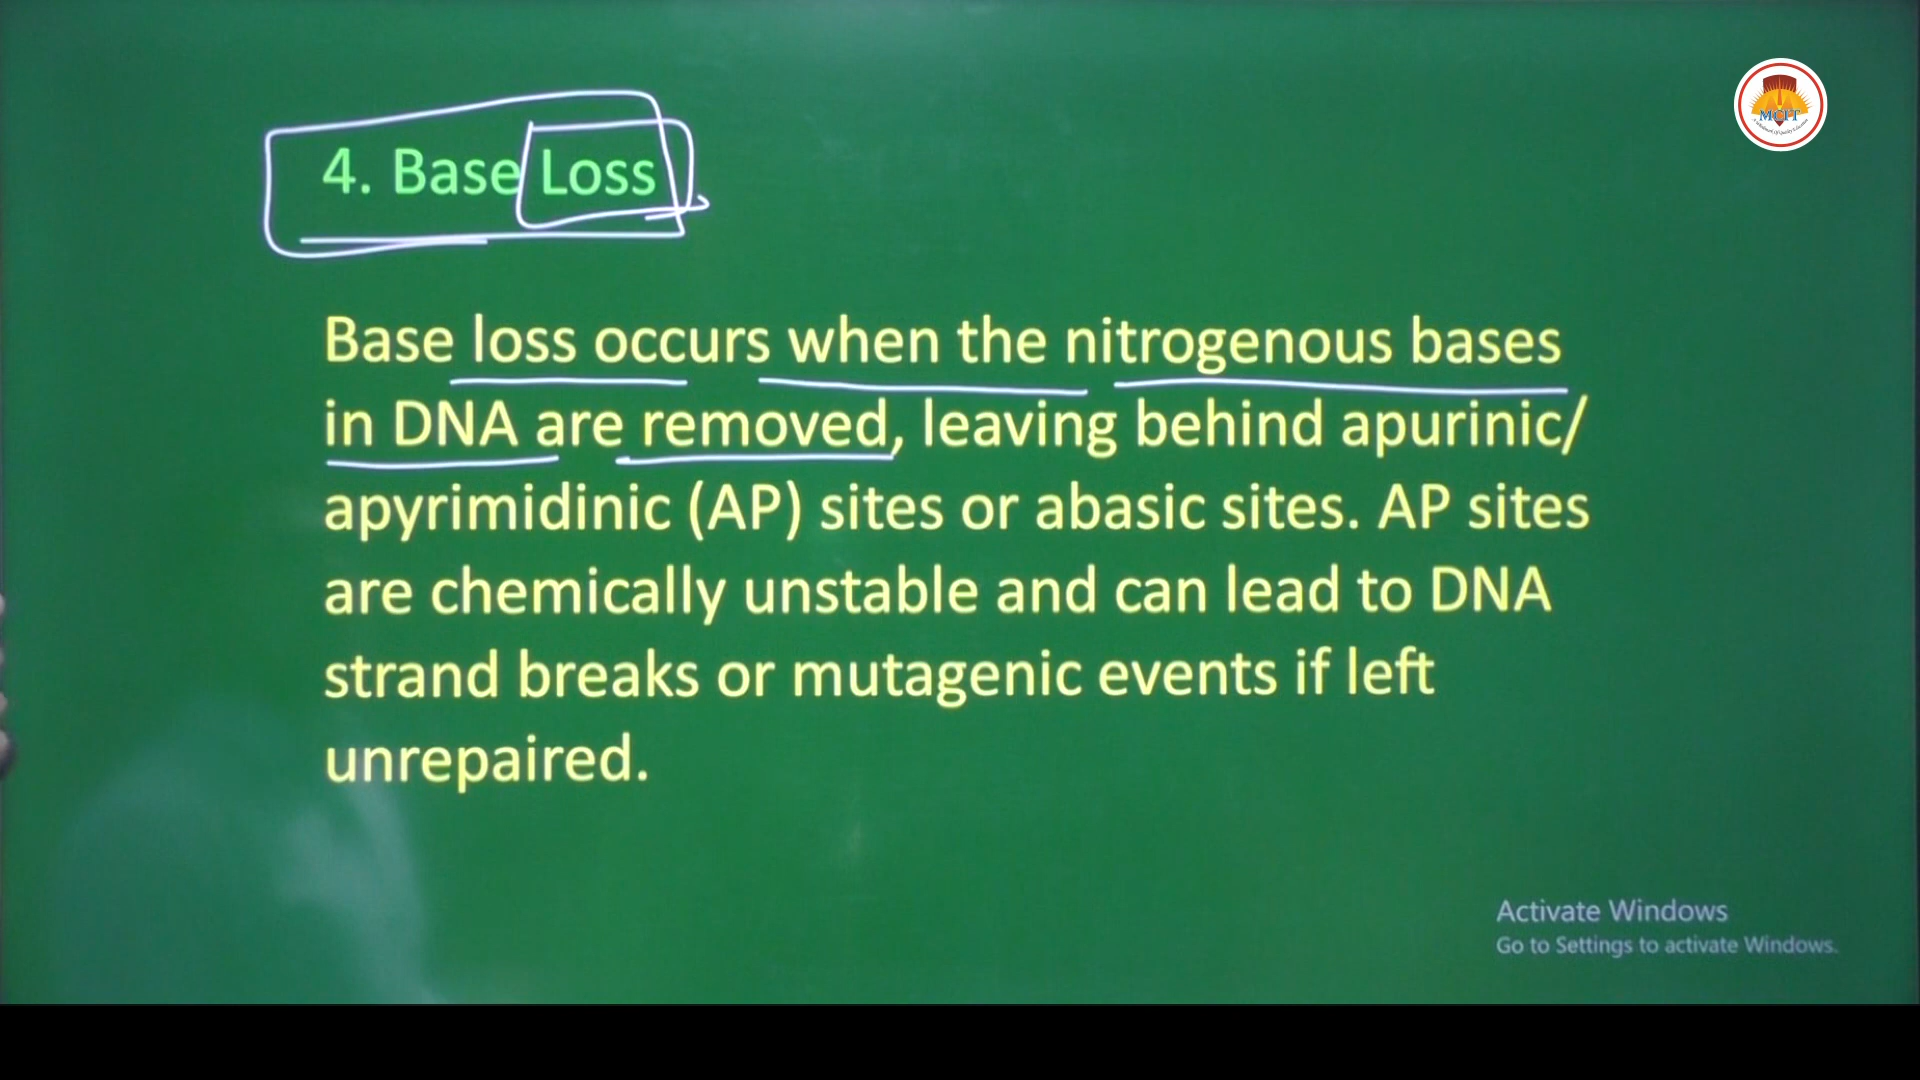 MCPT
4. Base Loss
Base loss occurs when the nitrogenous bases
in DNA are removed, leaving behind apurinic/
apyrimidinic (AP) sites or abasic sites. AP sites
are chemically unstable and can lead to DNA
strand breaks or mutagenic events if left
unrepaired.
Activate Windows
Go to Settings to activate Windows.